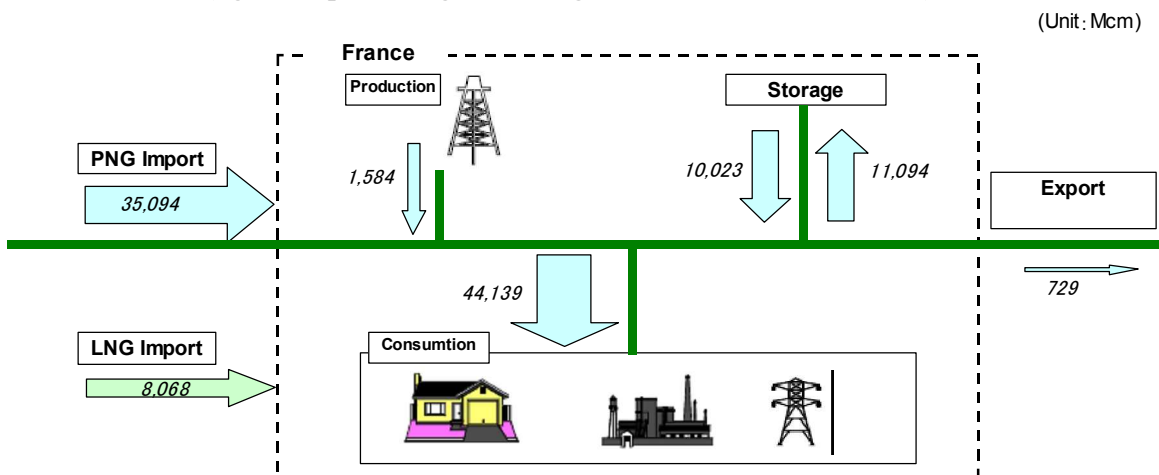 (Unit: Mcm)
France
Production
Storage
PNG Import
35,094
1,584
10,023
11,094
Export
729
44,139
LNG Import
8,068
Consumtion